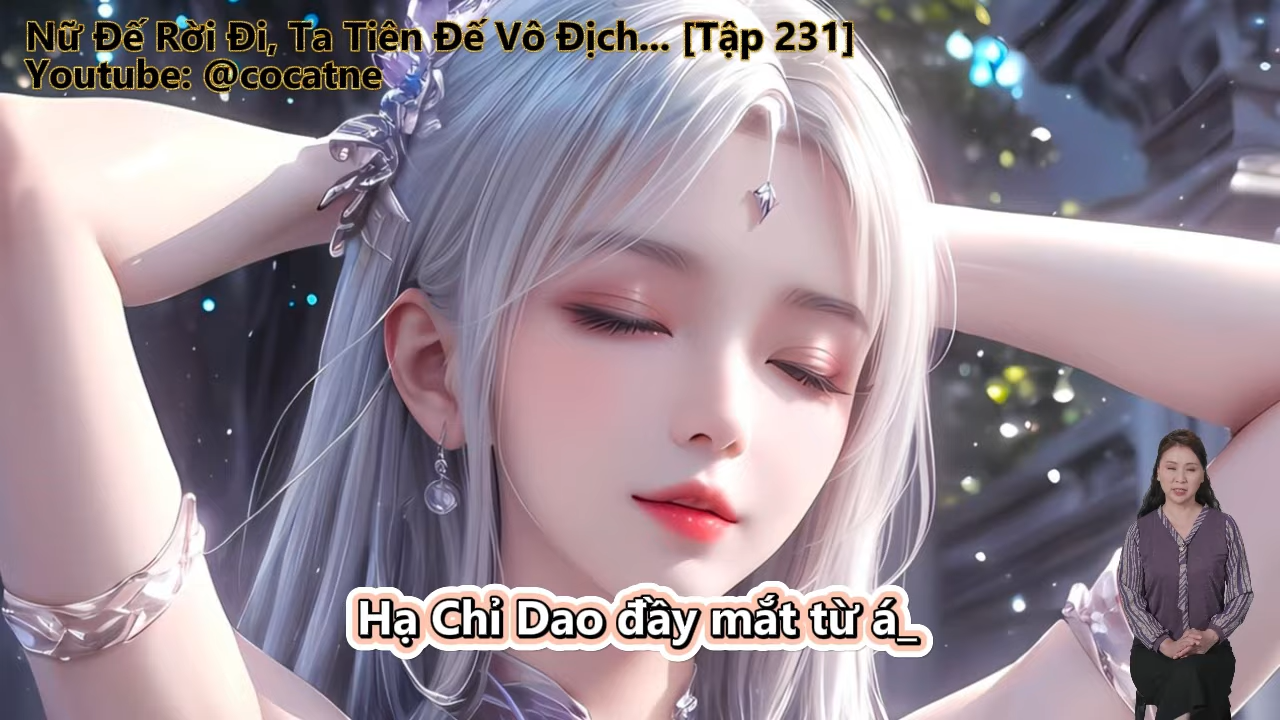 Nữ Đế Rời Đi, Ta Tiên Đế Vô Địch... [Tập 231]
Youtube: @cocatne
Hạ Chỉ Dao đầy mắt từ á_